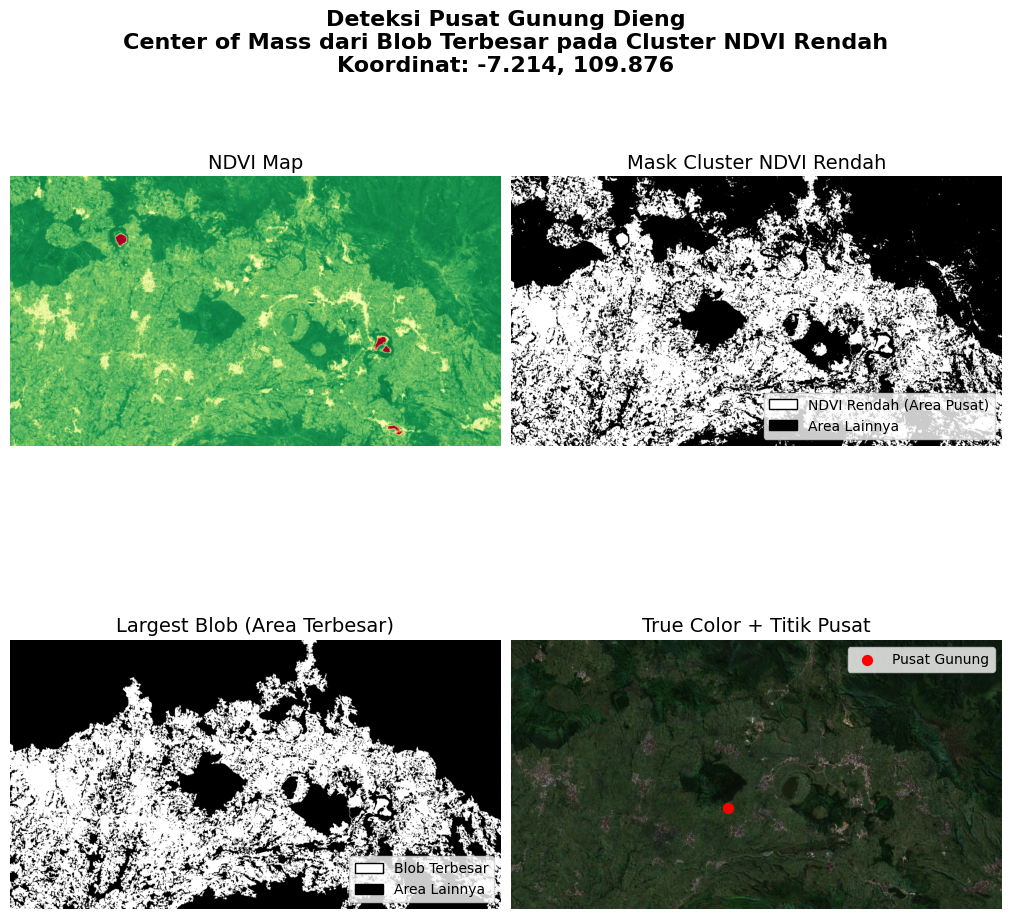 Deteksi Pusat Gunung Dieng
Center of Mass dari Blob Terbesar pada Cluster NDVI Rendah
Koordinat: -7.214, 109.876
NDVI Map
Mask Cluster NDVI Rendah
NDVI Rendah (Area Pusat)
Area Lainnya
Largest Blob (Area Terbesar)
True Color + Titik Pusat
Blob Terbesar
Area Lainnya
Pusat Gunung